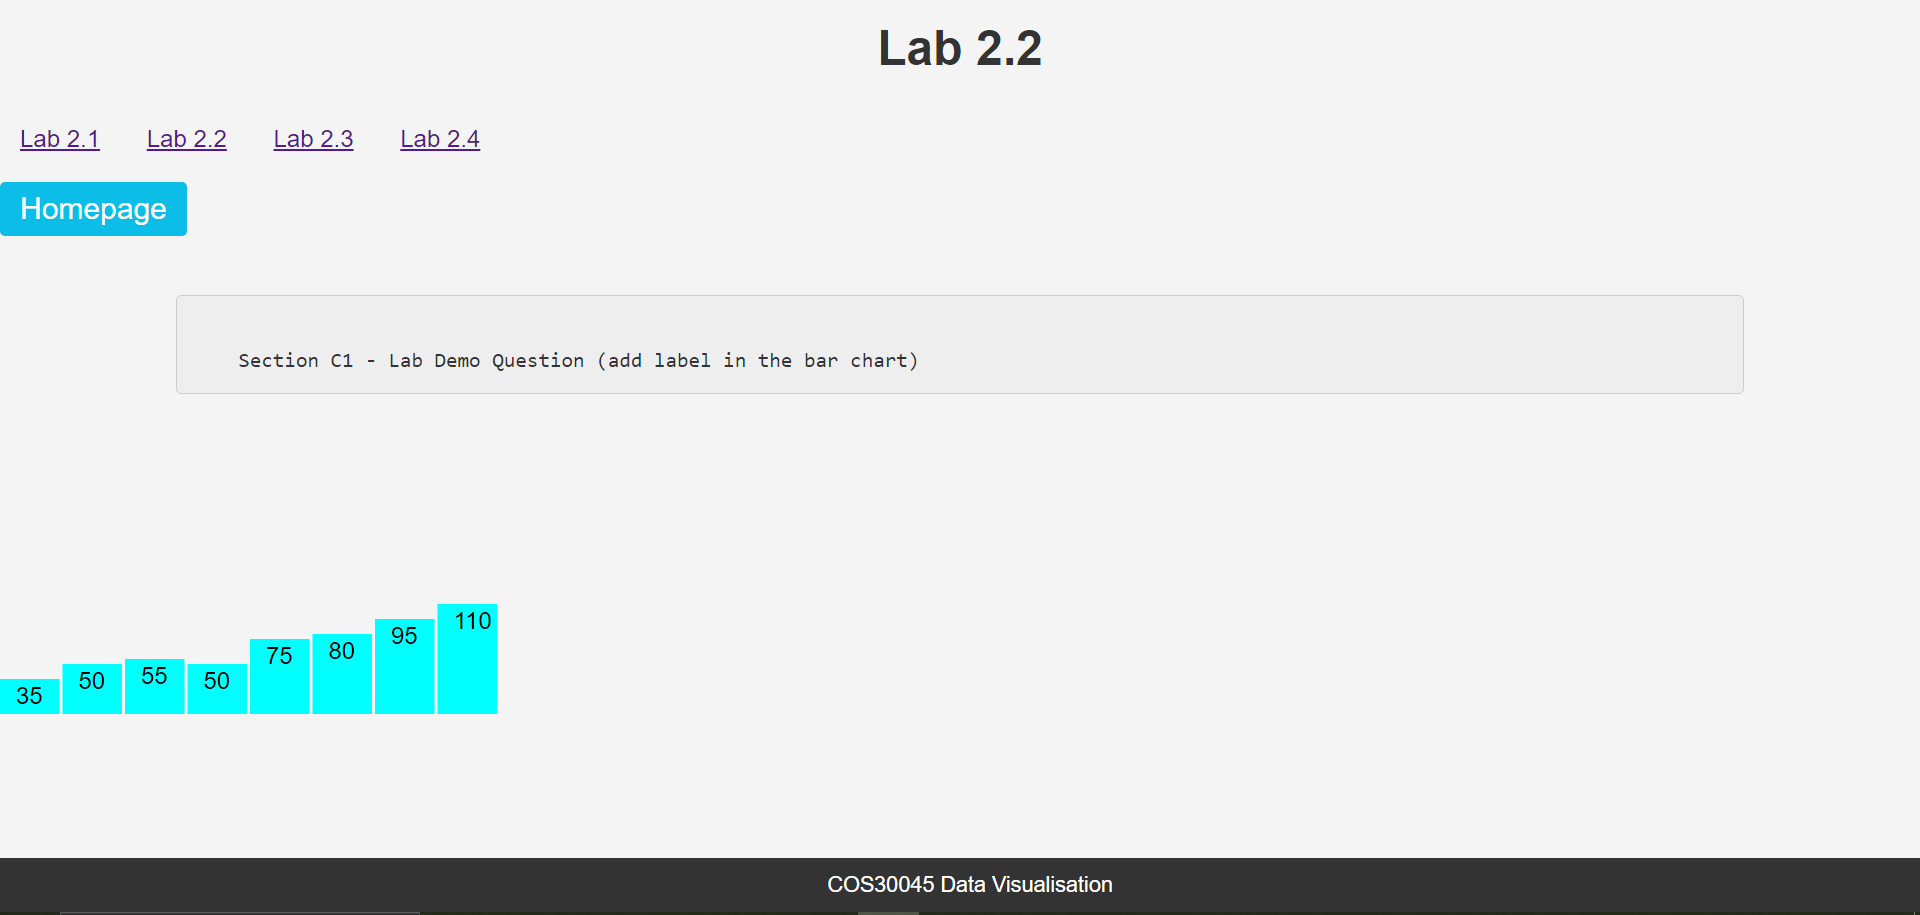 Lab 2.2
Lab 2.1 Lab 2.2 Lab 2.3 Lab 2.4
Homepage
Section C1 - Lab Demo Question (add label in the bar chart)
35 50 55 50 75 80 95 110
COS30045 Data Visualisation